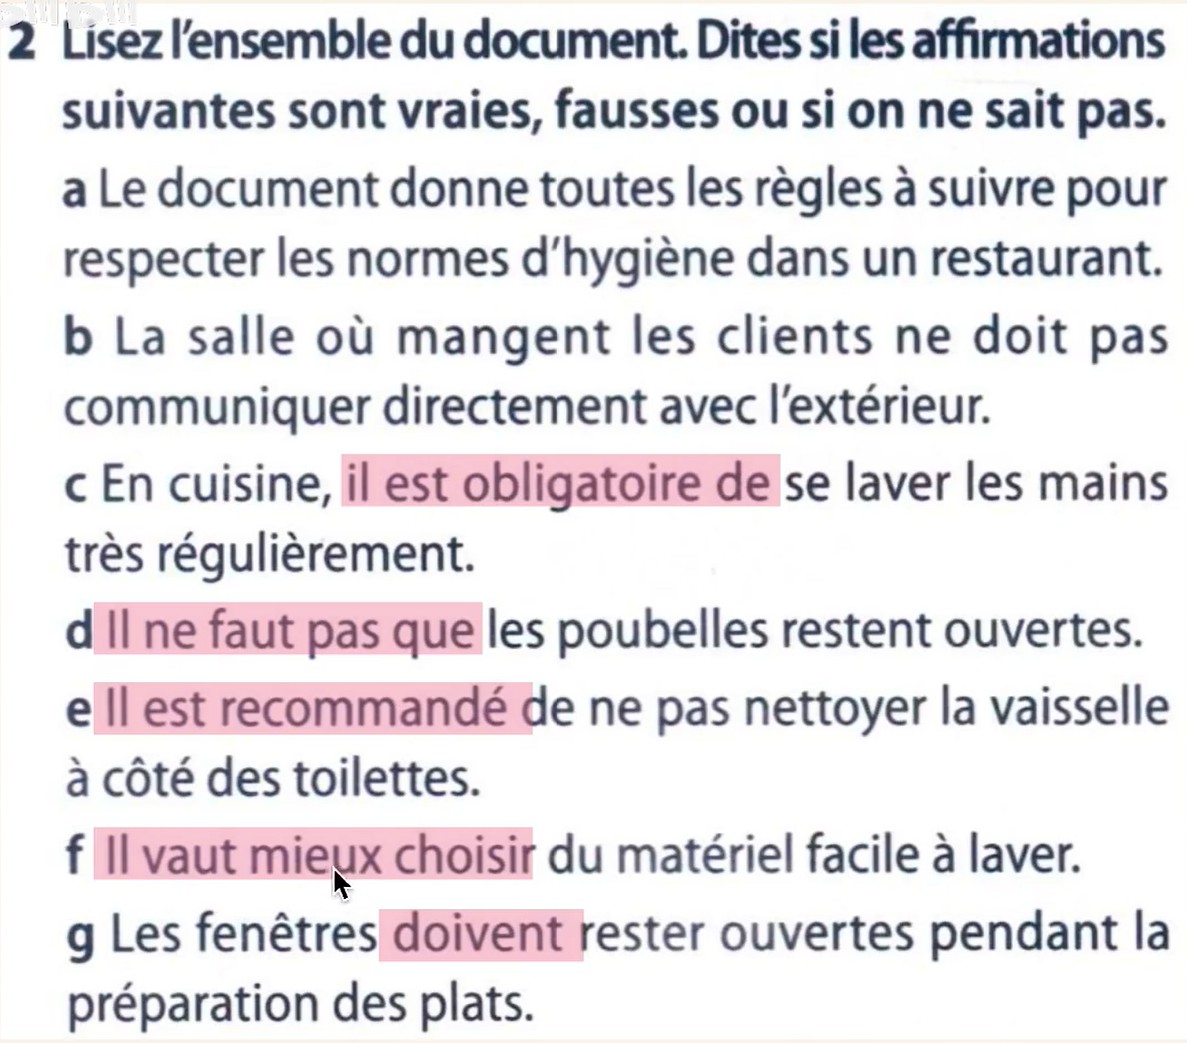 2 Lisez l'ensemble du document. Dites si les affirmations
suivantes sont vraies, fausses ou si on ne sait pas.
a Le document donne toutes les règles à suivre pour
respecter les normes d'hygiène dans un restaurant.
b La salle où mangent les clients ne doit pas
communiquer directement avec l'extérieur.
c En cuisine, il est obligatoire de se laver les mains
très régulièrement.
d Il ne faut pas que les poubelles restent ouvertes.
e Il est recommandé de ne pas nettoyer la vaisselle
à côté des toilettes.
f Il vaut mieux choisir du matériel facile à laver.
g Les fenêtres doivent rester ouvertes pendant la
préparation des plats.